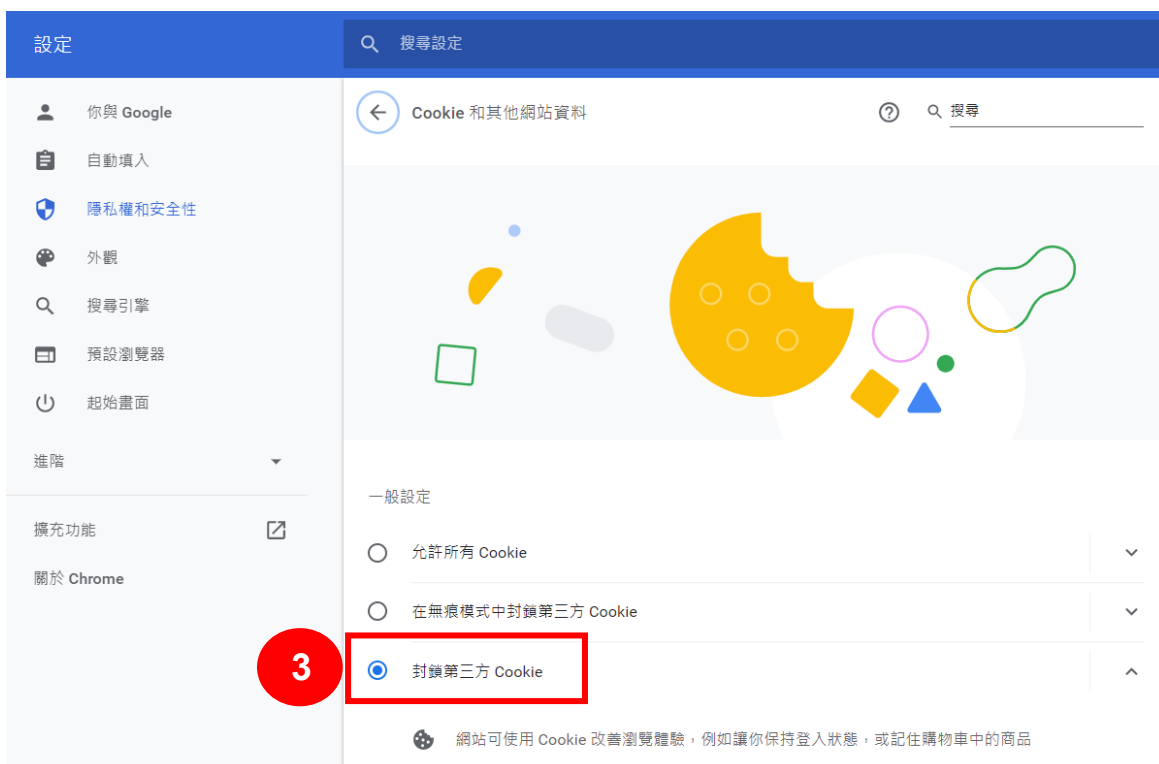 設定
搜尋設定
你與 Google
自動填入
隱私權和安全性
外觀
搜尋引擎
預設瀏覽器
起始畫面
進階
擴充功能
關於 Chrome
Cookie 和其他網站資料
搜尋
一般設定
允許所有 Cookie
在無痕模式中封鎖第三方 Cookie
3
封鎖第三方 Cookie
網站可使用 Cookie 改善瀏覽體驗，例如讓你保持登入狀態，或記住購物車中的商品